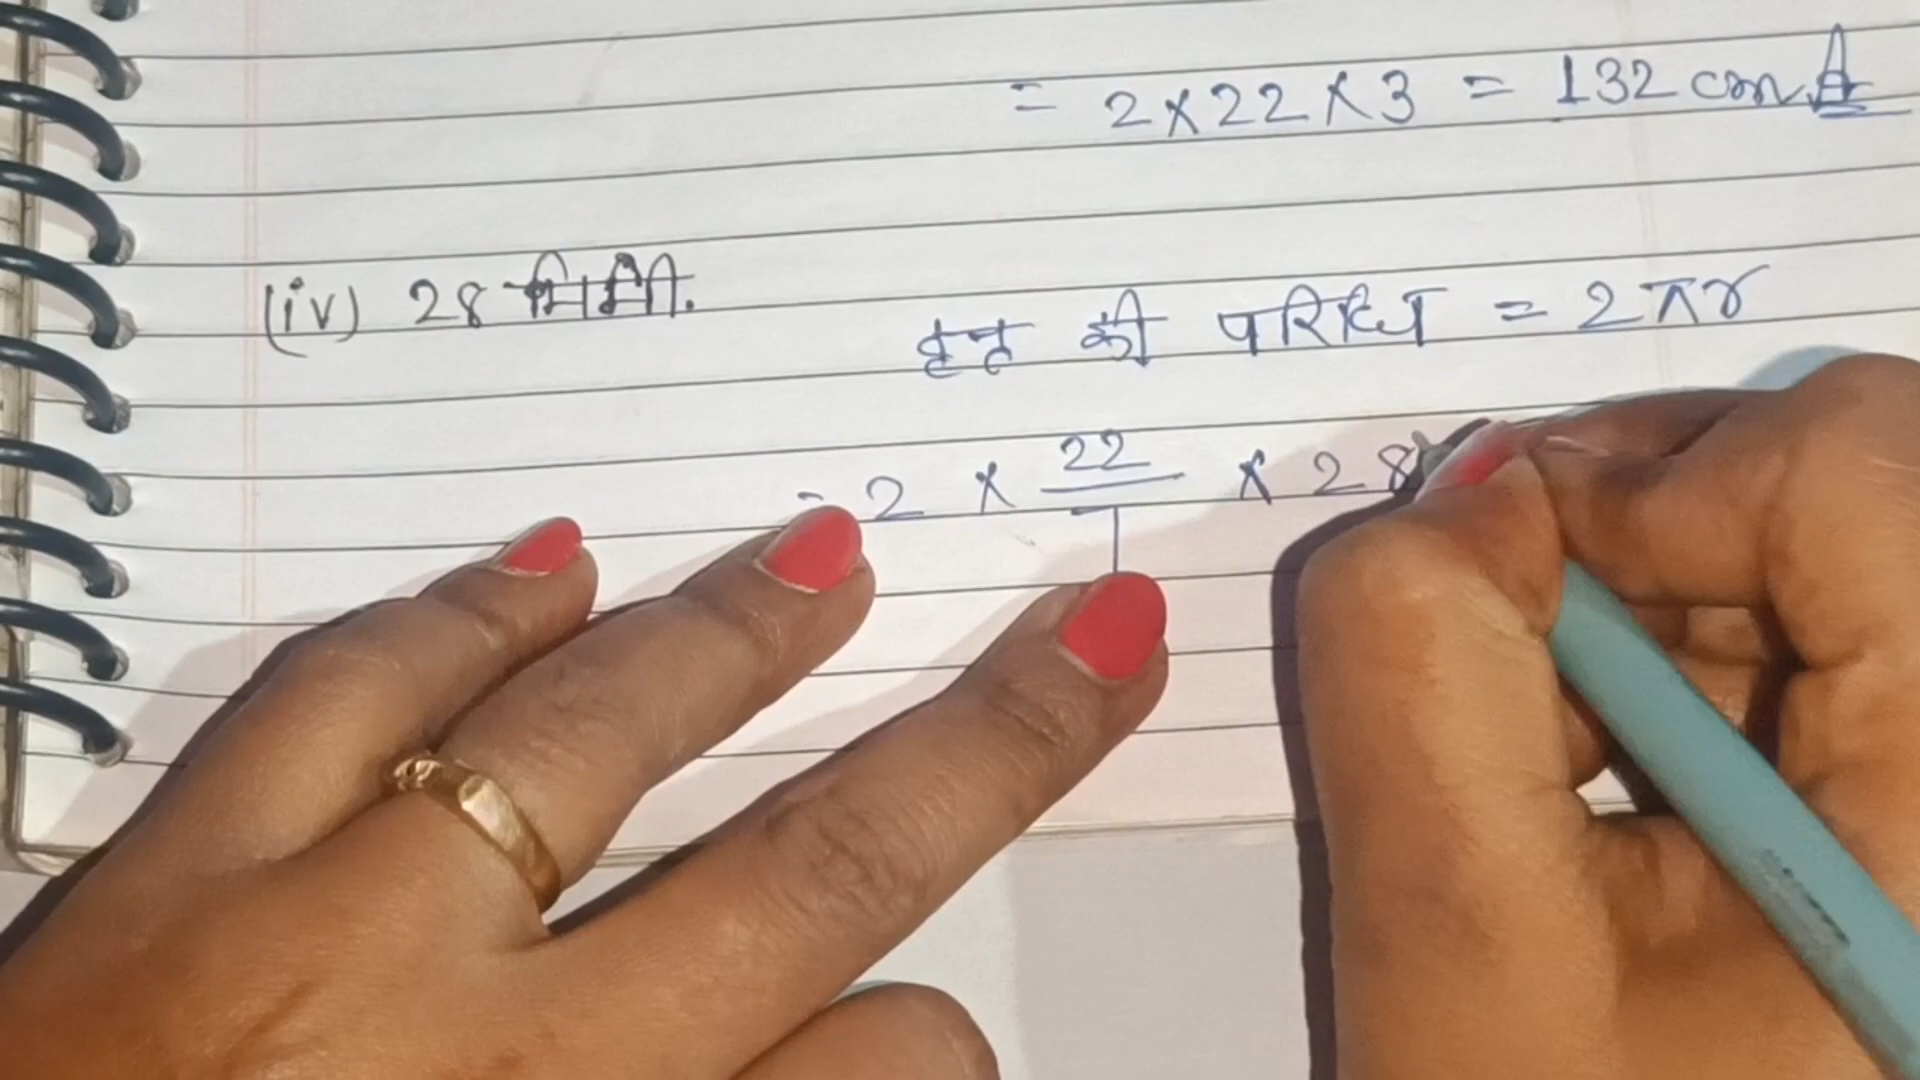 = 2 × 22 × 3 = 132 cm A
(iv) 28 मिमी.
वृत्त की परिधि = 2πr
= 2 × 22/7 × 28